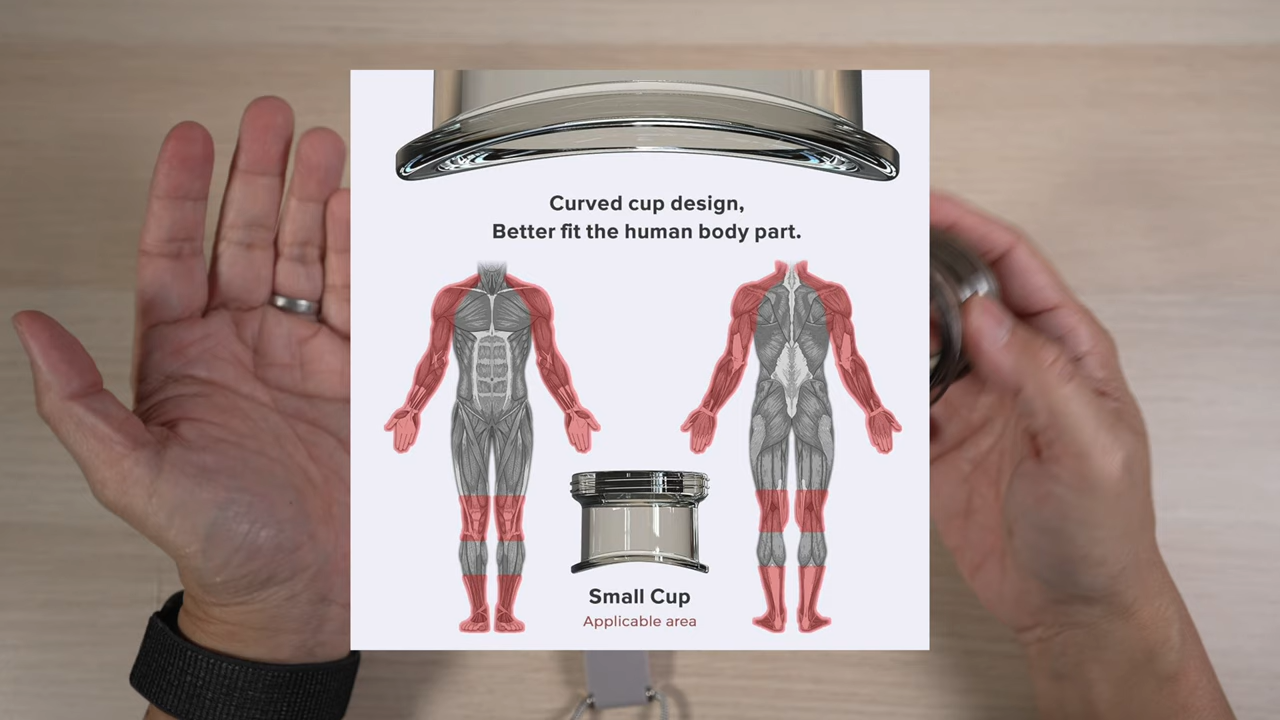 Curved cup design,
Better fit the human body part.
Small Cup
Applicable area